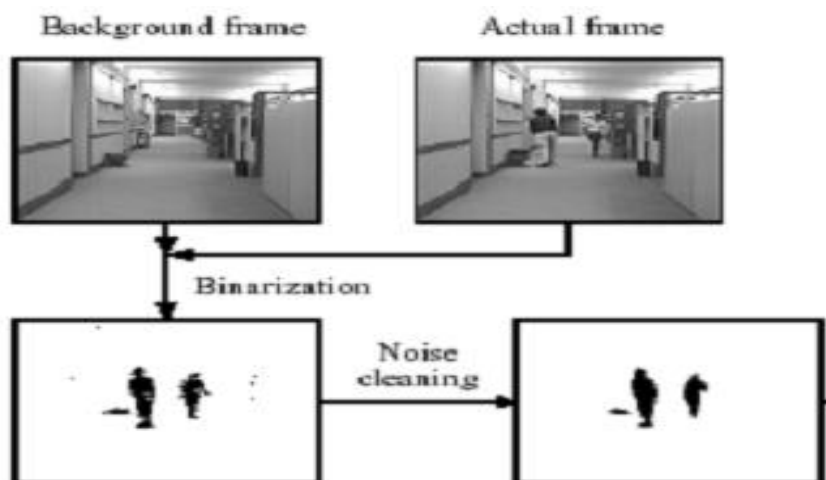 Background frame
Actual frame
Binarization
Noise
cleaning